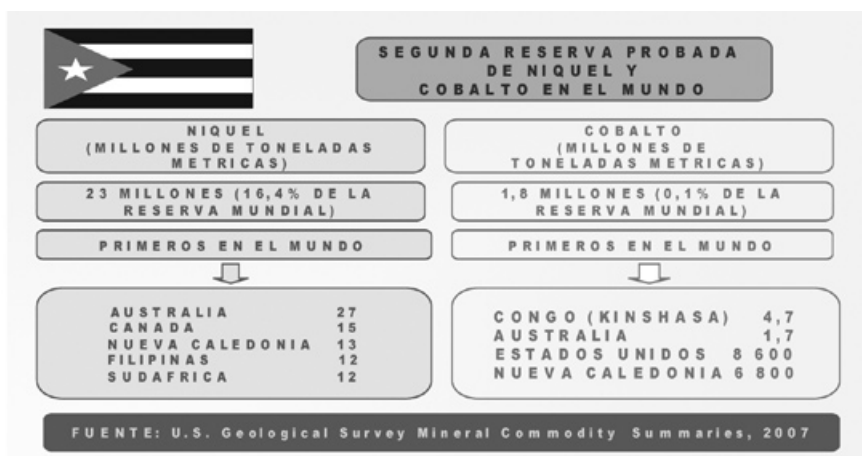 SEGUNDA RESERVA PROBADA
DE NIQUEL Y
COBALTO EN EL MUNDO
NIQUEL
(MILLONES DE TONELADAS
METRICAS)
23 MILLONES (16,4% DE LA
RESERVA MUNDIAL)
PRIMEROS EN EL MUNDO
AUSTRALIA 27
CANADA 15
NUEVA CALEDONIA 13
FILIPINAS 12
SUDAFRICA 12
COBALTO
(MILLONES DE
TONELADAS METRICAS)
1,8 MILLONES (0,1% DE LA
RESERVA MUNDIAL)
PRIMEROS EN EL MUNDO
CONGO (KINSHASA) 4,7
AUSTRALIA 1,7
ESTADOS UNIDOS 8 600
NUEVA CALEDONIA 6 800
FUENTE: U.S. Geological Survey Mineral Commodity Summaries, 2007